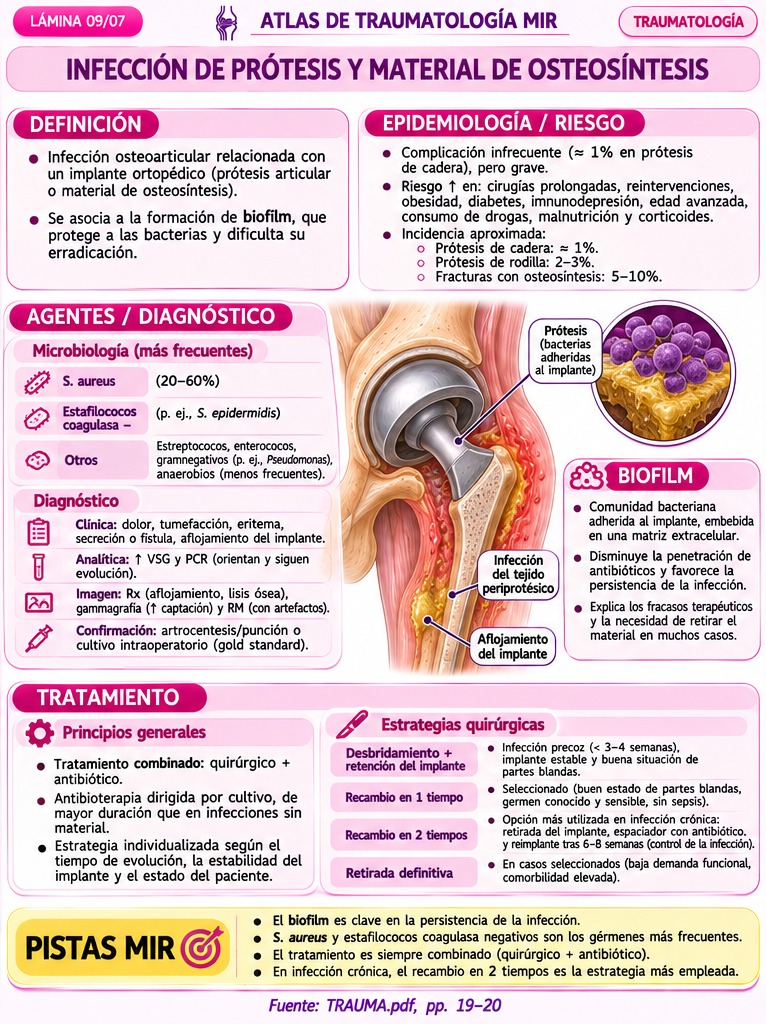 LÁMINA 09/07
ATLAS DE TRAUMATOLOGÍA MIR
TRAUMATOLOGÍA
INFECCIÓN DE PRÓTESIS Y MATERIAL DE OSTEOSÍNTESIS
DEFINICIÓN
• Infección osteoarticular relacionada con
un implante ortopédico (prótesis articular
o material de osteosíntesis).
• Se asocia a la formación de biofilm, que
protege a las bacterias y dificulta su
erradicación.
EPIDEMIOLOGÍA / RIESGO
• Complicación infrecuente (≈ 1% en prótesis
de cadera), pero grave.
• Riesgo ↑ en: cirugías prolongadas, reintervenciones,
obesidad, diabetes, imnunodepresión, edad avanzada,
consumo de drogas, malnutrición y corticoides.
• Incidencia aproximada:
○ Prótesis de cadera: ≈ 1%.
○ Prótesis de rodilla: 2–3%.
○ Fracturas con osteosíntesis: 5–10%.
AGENTES / DIAGNÓSTICO
Microbiología (más frecuentes)
S. aureus
(20–60%)
Estafilococos
coagulasa –
(p. ej., S. epidermidis)
Otros
Estreptococos, enterococos,
gramnegativos (p. ej., Pseudomonas),
anaerobios (menos frecuentes).
Diagnóstico
Clínica: dolor, tumefacción, eritema,
secreción o fístula, aflojamiento del implante.
Analítica: ↑ VSG y PCR (orientan y siguen
evolución).
Imagen: Rx (aflojamiento, lisis ósea),
gammagrafía (↑ captación) y RM (con artefactos).
Confirmación: artrocentesis/punción o
cultivo intraoperatorio (gold standard).
Prótesis
(bacterias
adheridas
al implante)
Infección
del tejido
periprotésico
Aflojamiento
del implante
BIOFILM
• Comunidad bacteriana
adherida al implante, embebida
en una matriz extracelular.
• Disminuye la penetración de
antibióticos y favorece la
persistencia de la infección.
• Explica los fracasos terapéuticos
y la necesidad de retirar el
material en muchos casos.
TRATAMIENTO
Principios generales
• Tratamiento combinado: quirúrgico +
antibiótico.
• Antibioterapia dirigida por cultivo, de
mayor duración que en infecciones sin
material.
• Estrategia individualizada según el
tiempo de evolución, la estabilidad del
implante y el estado del paciente.
Estrategias quirúrgicas
Desbridamiento +
retención del implante
• Infección precoz (< 3–4 semanas),
implante estable y buena situación de
partes blandas.
Recambio en 1 tiempo
• Seleccionado (buen estado de partes blandas,
germen conocido y sensible, sin sepsis).
Recambio en 2 tiempos
• Opción más utilizada en infección crónica:
retirada del implante, espaciador con antibiótico.
y reimplante tras 6–8 semanas (control de la infección).
Retirada definitiva
• En casos seleccionados (baja demanda funcional,
comorbilidad elevada).
PISTAS MIR
• El biofilm es clave en la persistencia de la infección.
• S. aureus y estafilococos coagulasa negativos son los gérmenes más frecuentes.
• El tratamiento es siempre combinado (quirúrgico + antibiótico).
• En infección crónica, el recambio en 2 tiempos es la estrategia más empleada.
Fuente: TRAUMA.pdf, pp. 19–20